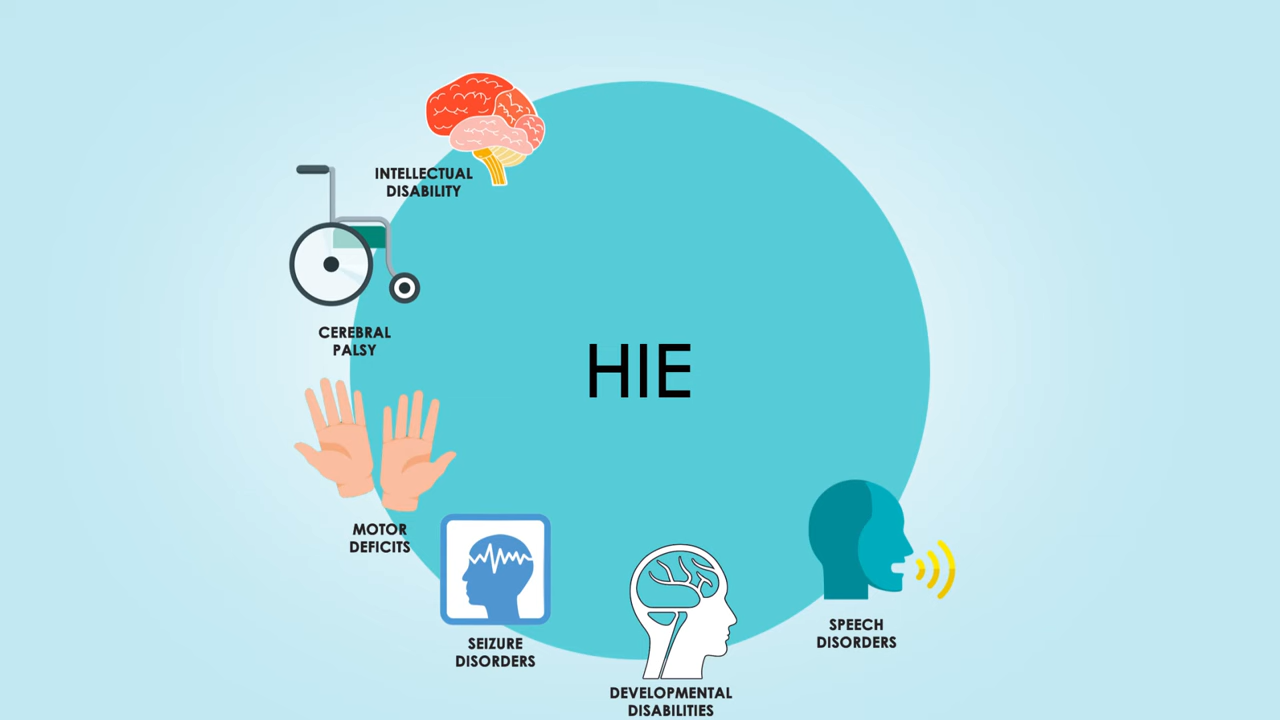 INTELLECTUAL
DISABILITY
CEREBRAL
PALSY
HIE
MOTOR
DEFICITS
SEIZURE
DISORDERS
DEVELOPMENTAL
DISABILITIES
SPEECH
DISORDERS